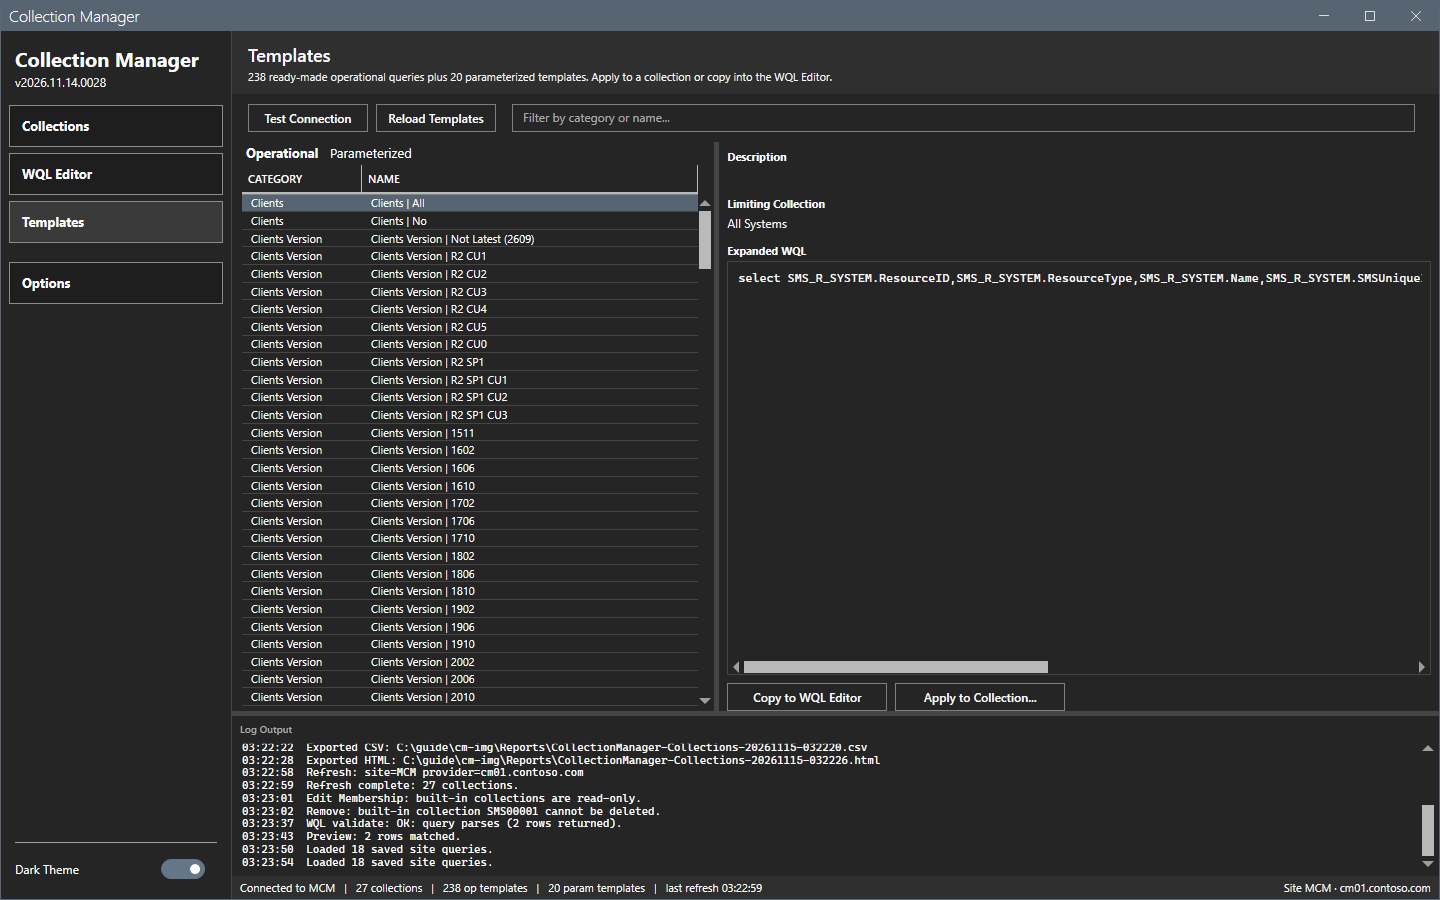 Collection Manager
Collection Manager
v2026.11.14.0028
Collections
WQL Editor
Templates
Options
Dark Theme
Templates
238 ready-made operational queries plus 20 parameterized templates. Apply to a collection or copy into the WQL Editor.
Test Connection
Reload Templates
Filter by category or name...
Operational Parameterized
CATEGORY NAME
Clients Clients | All
Clients Clients | No
Clients Version Clients Version | Not Latest (2609)
Clients Version Clients Version | R2 CU1
Clients Version Clients Version | R2 CU2
Clients Version Clients Version | R2 CU3
Clients Version Clients Version | R2 CU4
Clients Version Clients Version | R2 CU5
Clients Version Clients Version | R2 CU0
Clients Version Clients Version | R2 SP1
Clients Version Clients Version | R2 SP1 CU1
Clients Version Clients Version | R2 SP1 CU2
Clients Version Clients Version | R2 SP1 CU3
Clients Version Clients Version | 1511
Clients Version Clients Version | 1602
Clients Version Clients Version | 1606
Clients Version Clients Version | 1610
Clients Version Clients Version | 1702
Clients Version Clients Version | 1706
Clients Version Clients Version | 1710
Clients Version Clients Version | 1802
Clients Version Clients Version | 1806
Clients Version Clients Version | 1810
Clients Version Clients Version | 1902
Clients Version Clients Version | 1906
Clients Version Clients Version | 1910
Clients Version Clients Version | 2002
Clients Version Clients Version | 2006
Clients Version Clients Version | 2010
Description
Limiting Collection
All Systems
Expanded WQL
select SMS_R_SYSTEM.ResourceID,SMS_R_SYSTEM.ResourceType,SMS_R_SYSTEM.Name,SMS_R_SYSTEM.SMSUnique
Copy to WQL Editor
Apply to Collection...
Log Output
03:22:22 Exported CSV: C:\guide\cm-img\Reports\CollectionManager-Collections-20261115-032220.csv
03:22:28 Exported HTML: C:\guide\cm-img\Reports\CollectionManager-Collections-20261115-032226.html
03:22:58 Refresh: site=MCM provider=cm01.contoso.com
03:22:59 Refresh complete: 27 collections.
03:23:01 Edit Membership: built-in collections are read-only.
03:23:02 Remove: built-in collection SMS00001 cannot be deleted.
03:23:37 WQL validate: OK: query parses (2 rows returned).
03:23:43 Preview: 2 rows matched.
03:23:50 Loaded 18 saved site queries.
03:23:54 Loaded 18 saved site queries.
Connected to MCM | 27 collections | 238 op templates | 20 param templates | last refresh 03:22:59
Site MCM · cm01.contoso.com